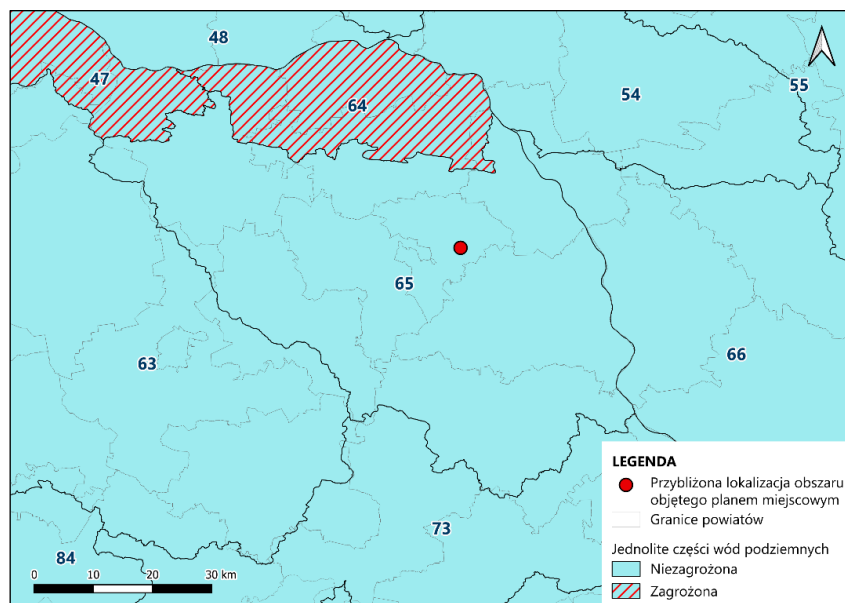 48
47
54
55
64
65
63
66
73
84
0 10 20 30 km
LEGENDA
Przybliżona lokalizacja obszaru
objętego planem miejscowym
Granice powiatów
Jednolite części wód podziemnych
Niezagrożona
Zagrożona